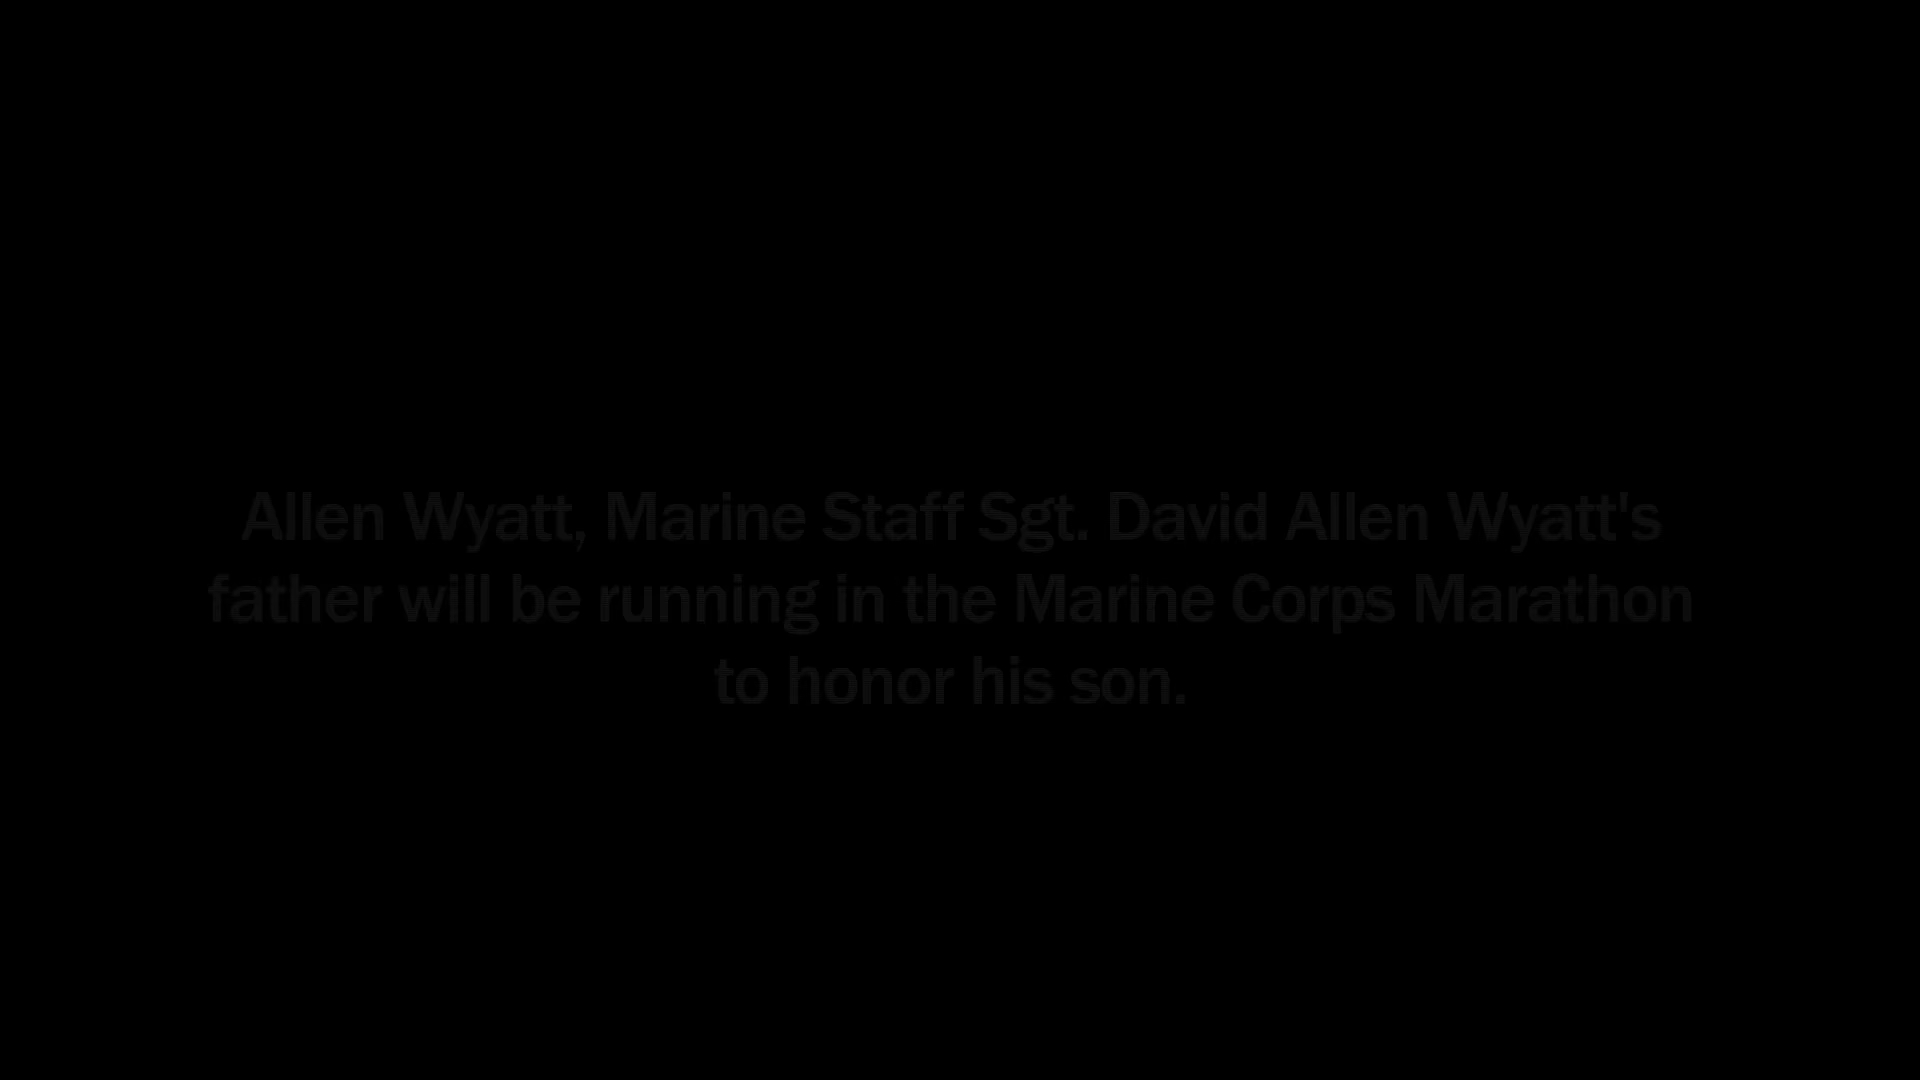 Allen Wyatt, Marine Staff Sgt. David Allen Wyatt's
father will be running in the Marine Corps Marathon
to honor his son.